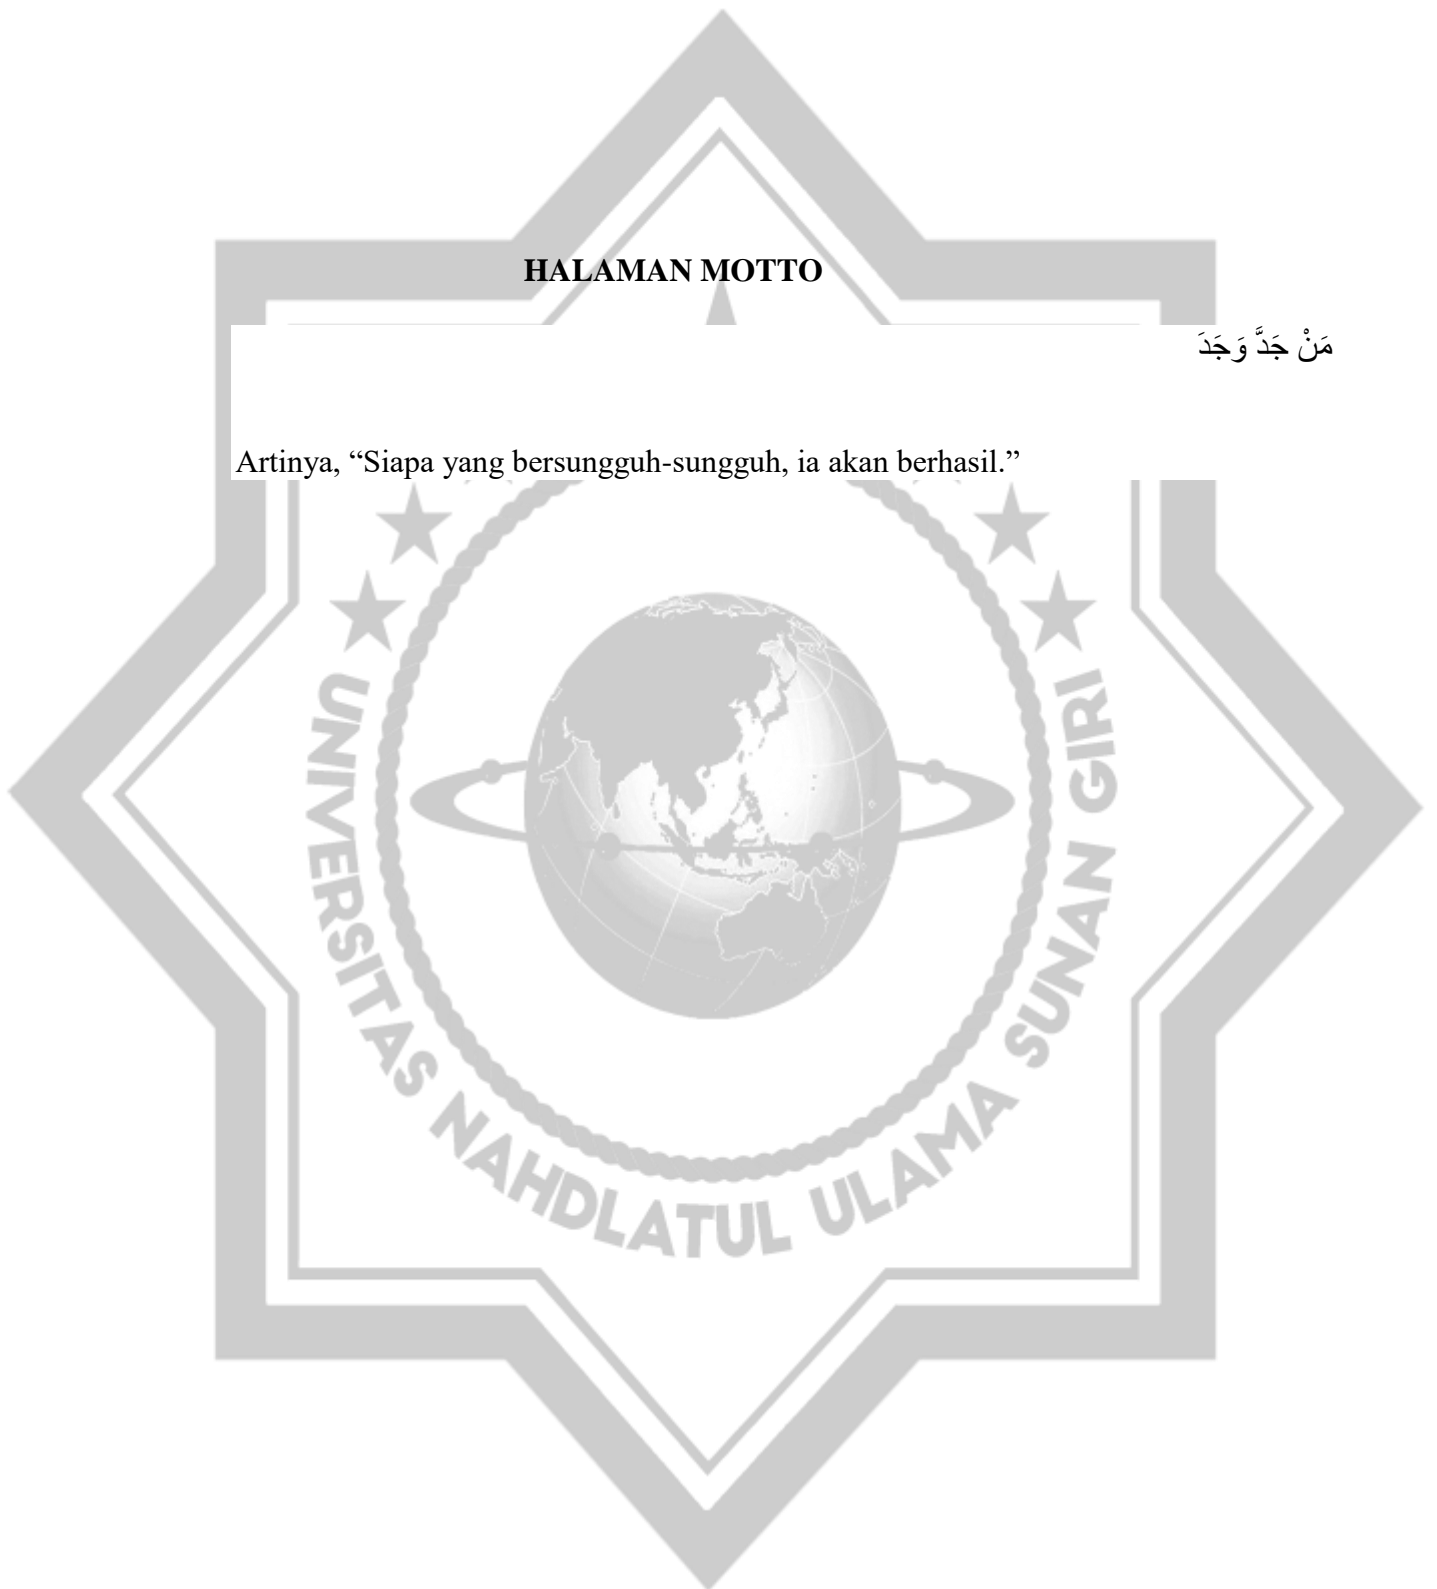 HALAMAN MOTTO
مَنْ جَدَّ وَجَدَ
Artinya, “Siapa yang bersungguh-sungguh, ia akan berhasil.”
UNIVERSITAS NAHDLATUL ULAMA SUNAN GIRI